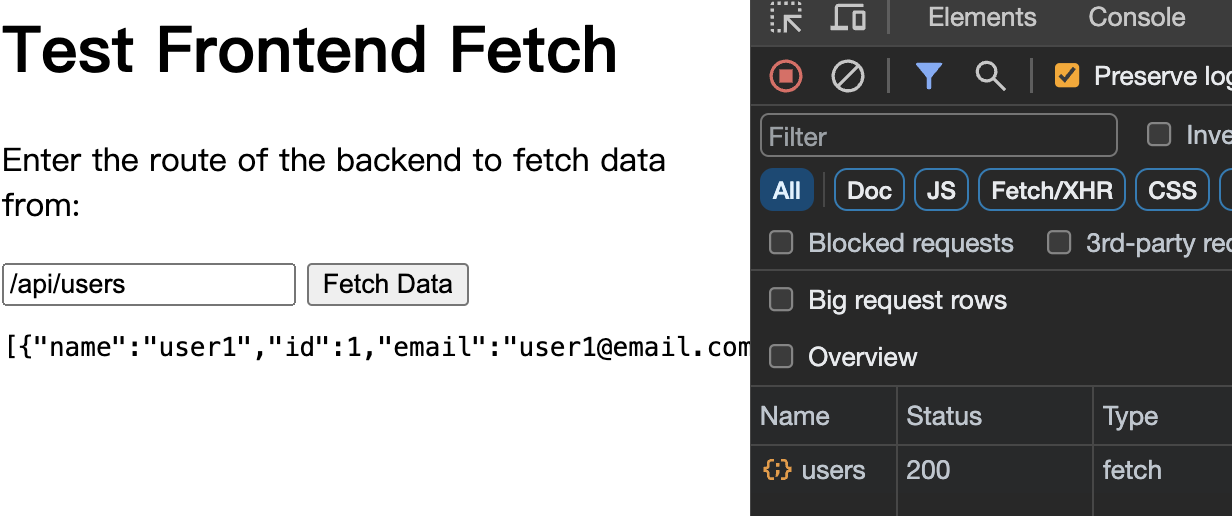 Test Frontend Fetch
Enter the route of the backend to fetch data
from:
/api/users Fetch Data
[{"name":"user1","id":1,"email":"user1@email.com
Elements Console
Preserve log
Filter Inve
All Doc JS Fetch/XHR CSS
Blocked requests 3rd-party req
Big request rows
Overview
Name Status Type
{;} users 200 fetch